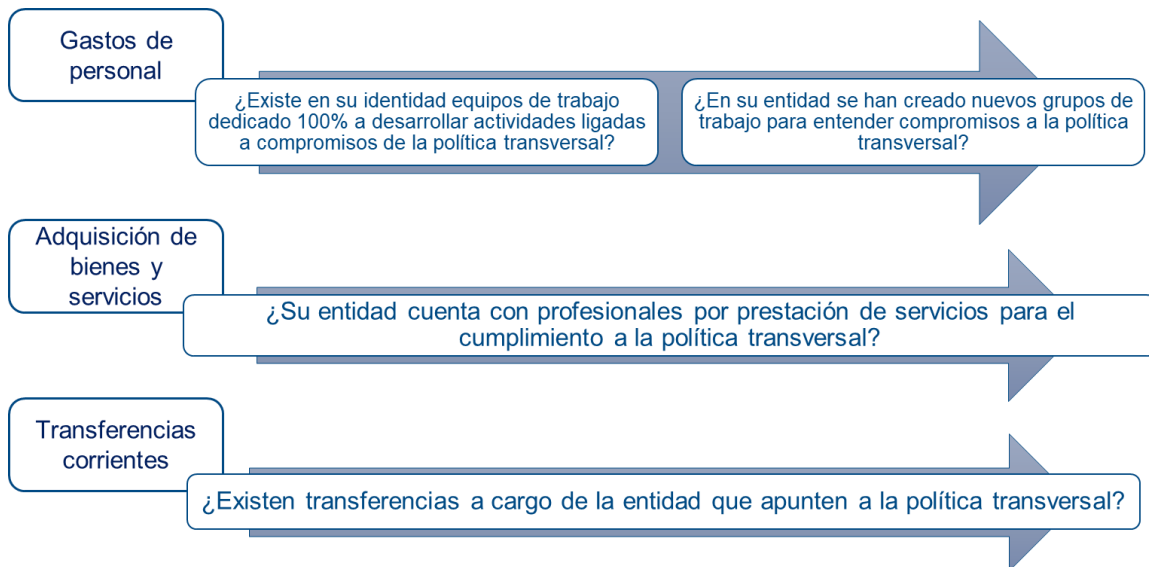 Gastos de
personal
¿Existe en su identidad equipos de trabajo
dedicado 100% a desarrollar actividades ligadas
a compromisos de la política transversal?
¿En su entidad se han creado nuevos grupos de
trabajo para entender compromisos a la política
transversal?
Adquisición de
bienes y
servicios
¿Su entidad cuenta con profesionales por prestación de servicios para el
cumplimiento a la política transversal?
Transferencias
corrientes
¿Existen transferencias a cargo de la entidad que apunten a la política transversal?